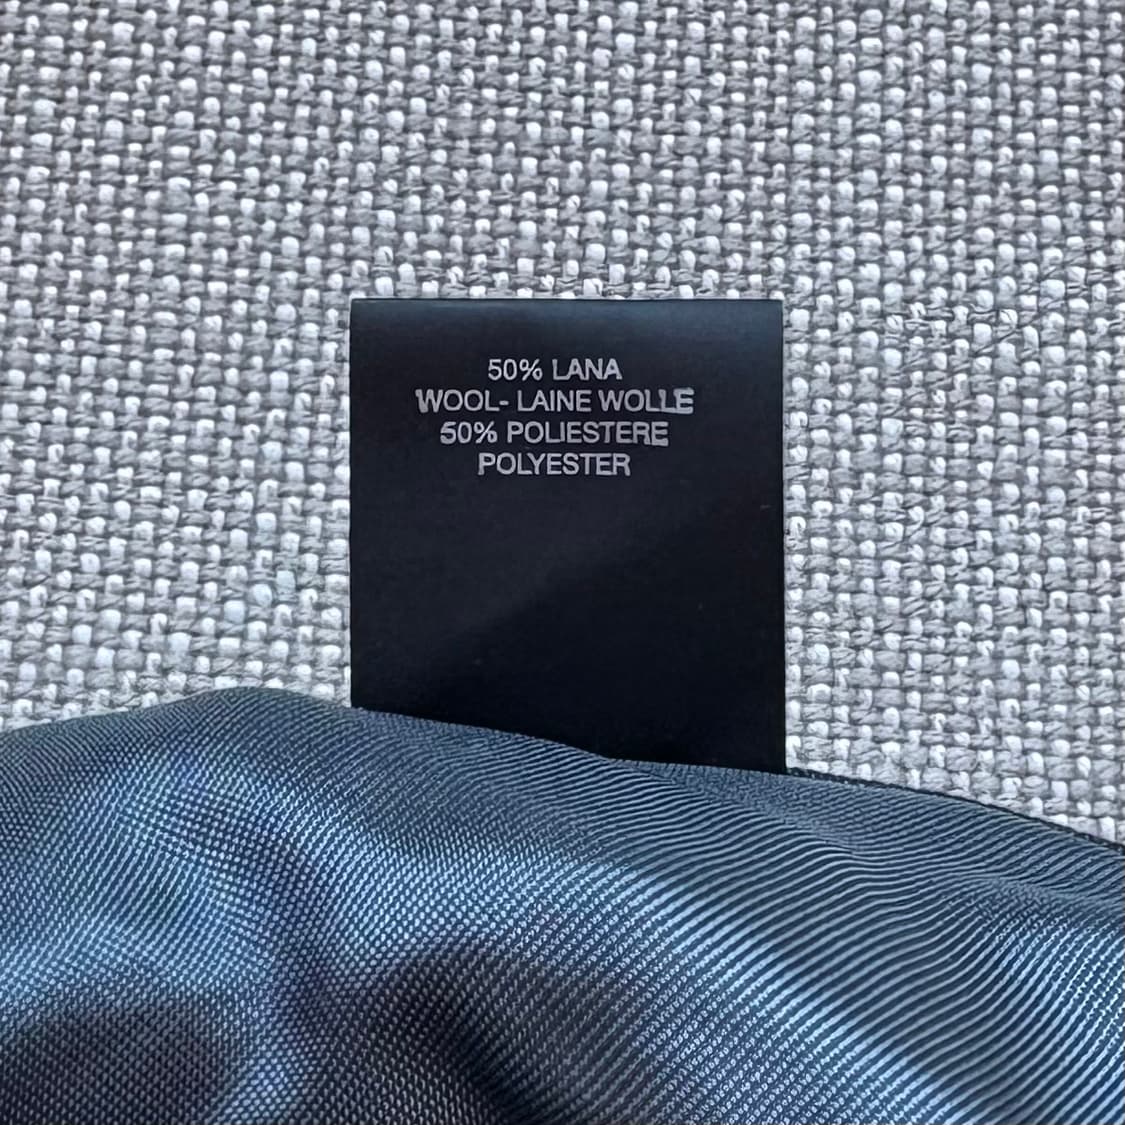 50% LANA
WOOL- LAINE WOLLE
50% POLIESTERE
POLYESTER